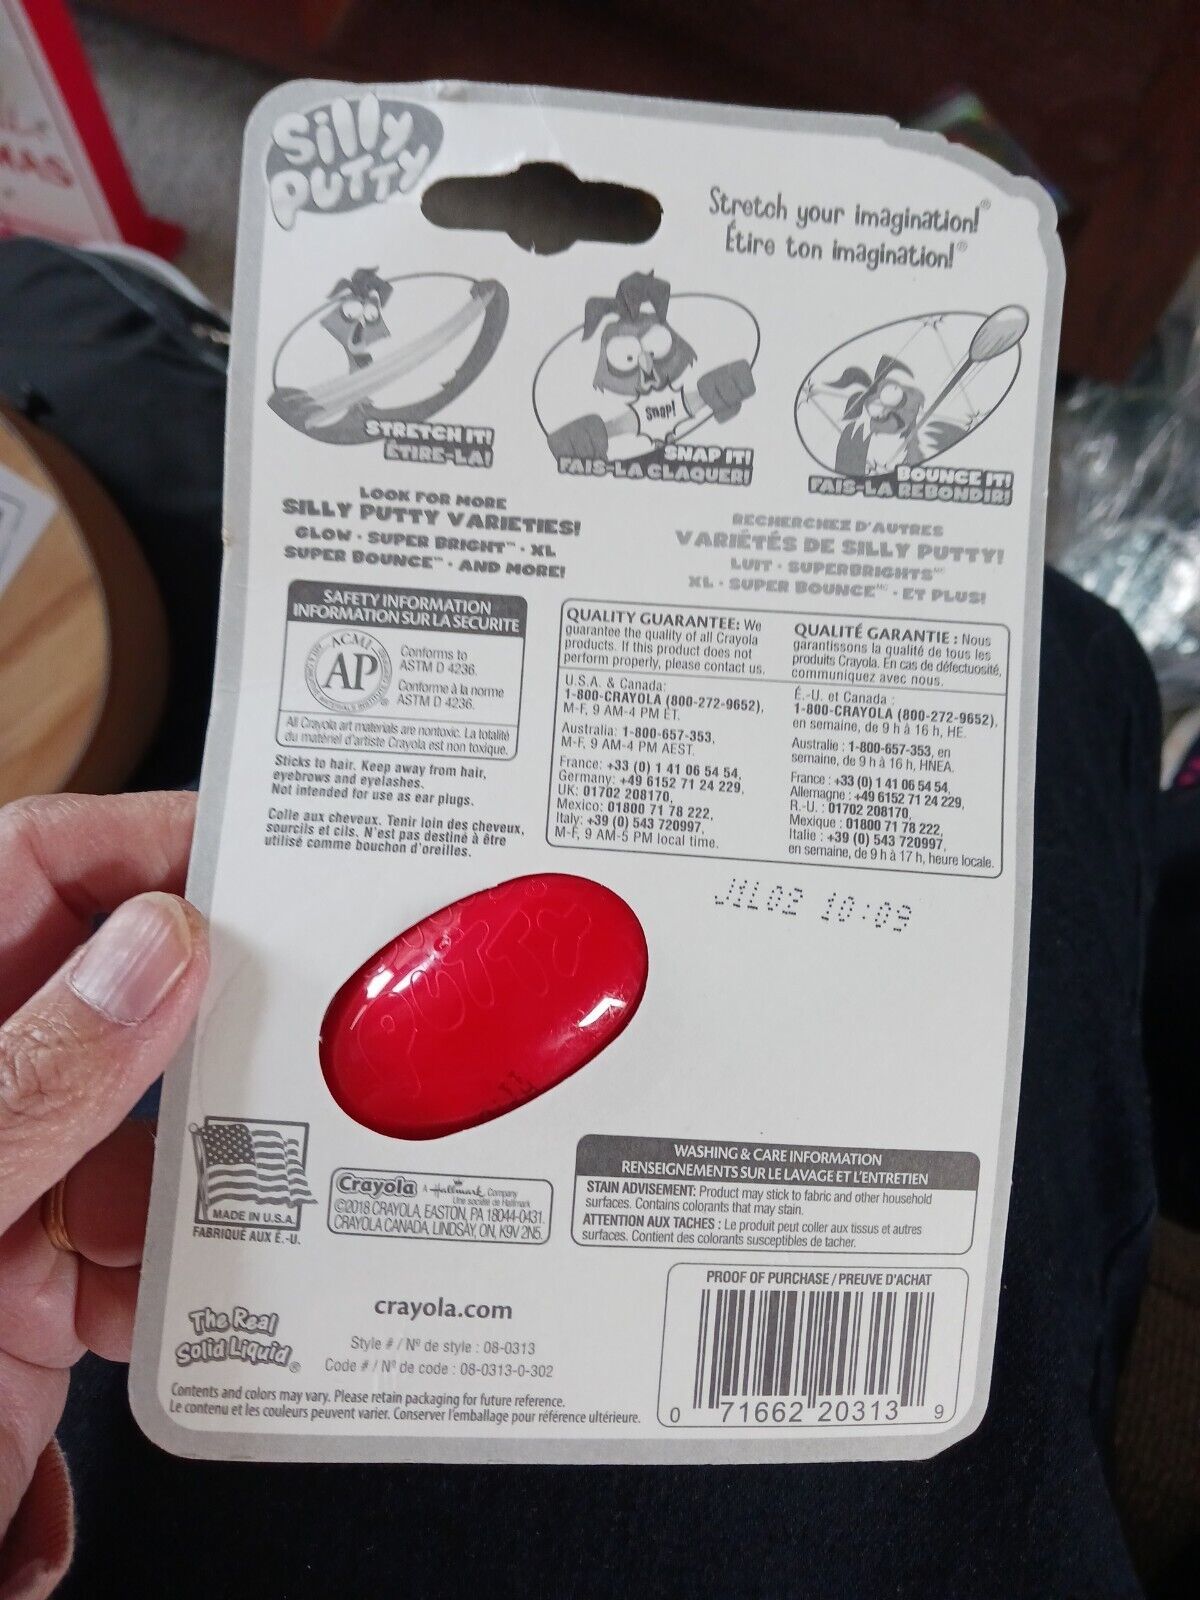 Silly
PUTTY
Stretch your imagination!®
Étire ton imagination!®
STRETCH IT!
ÉTIRE-LA!
Snap!
SNAP IT!
FAIS-LA CLAQUER!
BOUNCE IT!
FAIS-LA REBONDIR!
LOOK FOR MORE
SILLY PUTTY VARIETIES!
GLOW · SUPER BRIGHT™ · XL
SUPER BOUNCE™ · AND MORE!
RECHERCHEZ D'AUTRES
VARIÉTÉS DE SILLY PUTTY!
LUIT · SUPERBRIGHTS MC
XL · SUPER BOUNCE MC · ET PLUS!
SAFETY INFORMATION
INFORMATION SUR LA SÉCURITÉ
ACMI
AP
Conforms to
ASTM D 4236.
Conforme à la norme
ASTM D 4236.
All Crayola art materials are nontoxic. La totalité
du matériel d'artiste Crayola est non toxique.
Sticks to hair. Keep away from hair,
eyebrows and eyelashes.
Not intended for use as ear plugs.
Colle aux cheveux. Tenir loin des cheveux,
sourcils et cils. N'est pas destiné à être
utilisé comme bouchon d'oreilles.
QUALITY GUARANTEE: We
guarantee the quality of all Crayola
products. If this product does not
perform properly, please contact us.
U.S.A. & Canada:
1-800-CRAYOLA (800-272-9652),
M-F, 9 AM-4 PM ET.
Australia: 1-800-657-353,
M-F, 9 AM-4 PM AEST.
France: +33 (0) 1 41 06 54 54,
Germany: +49 6152 71 24 229,
UK: 01702 208170,
Mexico: 01800 71 78 222,
Italy: +39 (0) 543 720997,
M-F, 9 AM-5 PM local time.
QUALITÉ GARANTIE : Nous
garantissons la qualité de tous les
produits Crayola. En cas de défectuosité,
communiquez avec nous.
É.-U. et Canada :
1-800-CRAYOLA (800-272-9652),
en semaine, de 9 h à 16 h, HE.
Australie : 1-800-657-353, en
semaine, de 9 h à 16 h, HNEA.
France : +33 (0) 1 41 06 54 54,
Allemagne : +49 6152 71 24 229,
R.-U. : 01702 208170,
Mexique : 01800 71 78 222,
Italie : +39 (0) 543 720997,
en semaine, de 9 h à 17 h, heure locale.
10:09
PUTTY
MADE IN U.S.A.
FABRIQUÉ AUX É.-U.
Crayola A Hallmark Company
Une société de Hallmark
©2018 CRAYOLA, EASTON, PA 18044-0431.
CRAYOLA CANADA, LINDSAY, ON, K9V 2N5.
WASHING & CARE INFORMATION
RENSEIGNEMENTS SUR LE LAVAGE ET L'ENTRETIEN
STAIN ADVISEMENT: Product may stick to fabric and other household
surfaces. Contains colorants that may stain.
ATTENTION AUX TACHES : Le produit peut coller aux tissus et autres
surfaces. Contient des colorants susceptibles de tacher.
PROOF OF PURCHASE / PREUVE D'ACHAT
0 71662 20313 9
The Real
Solid Liquid®
crayola.com
Style # / Nº de style : 08-0313
Code # / Nº de code : 08-0313-0-302
Contents and colors may vary. Please retain packaging for future reference.
Le contenu et les couleurs peuvent varier. Conserver l'emballage pour référence ultérieure.